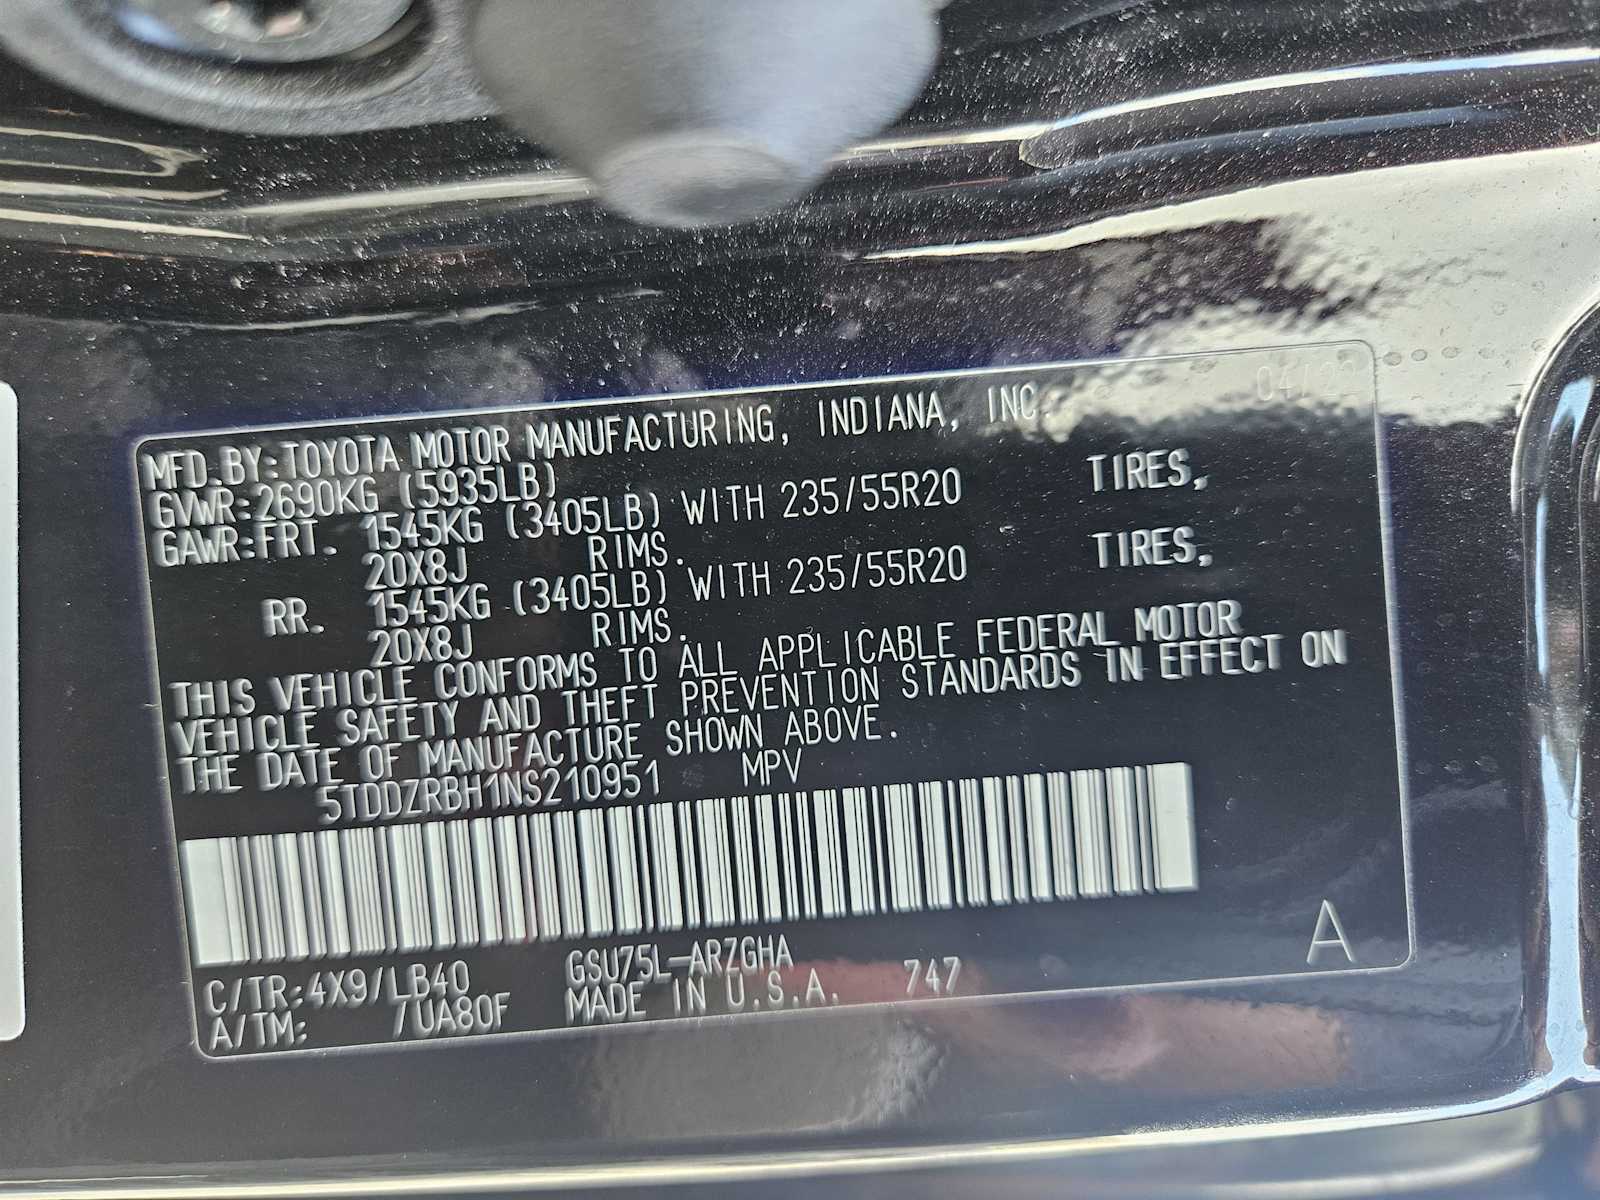 MFD.BY:TOYOTA MOTOR MANUFACTURING, INDIANA, INC. 04/22
GVWR:2690KG (5935LB)
GAWR:FRT. 1545KG (3405LB) WITH 235/55R20 TIRES,
20X8J RIMS.
RR. 1545KG (3405LB) WITH 235/55R20 TIRES,
20X8J RIMS.
THIS VEHICLE CONFORMS TO ALL APPLICABLE FEDERAL MOTOR
VEHICLE SAFETY AND THEFT PREVENTION STANDARDS IN EFFECT ON
THE DATE OF MANUFACTURE SHOWN ABOVE.
5TDDZRBH1NS210951 MPV
C/TR:4X9/LB40 GSU75L-ARZGHA
A/TM: /UA80F MADE IN U.S.A. 747
A